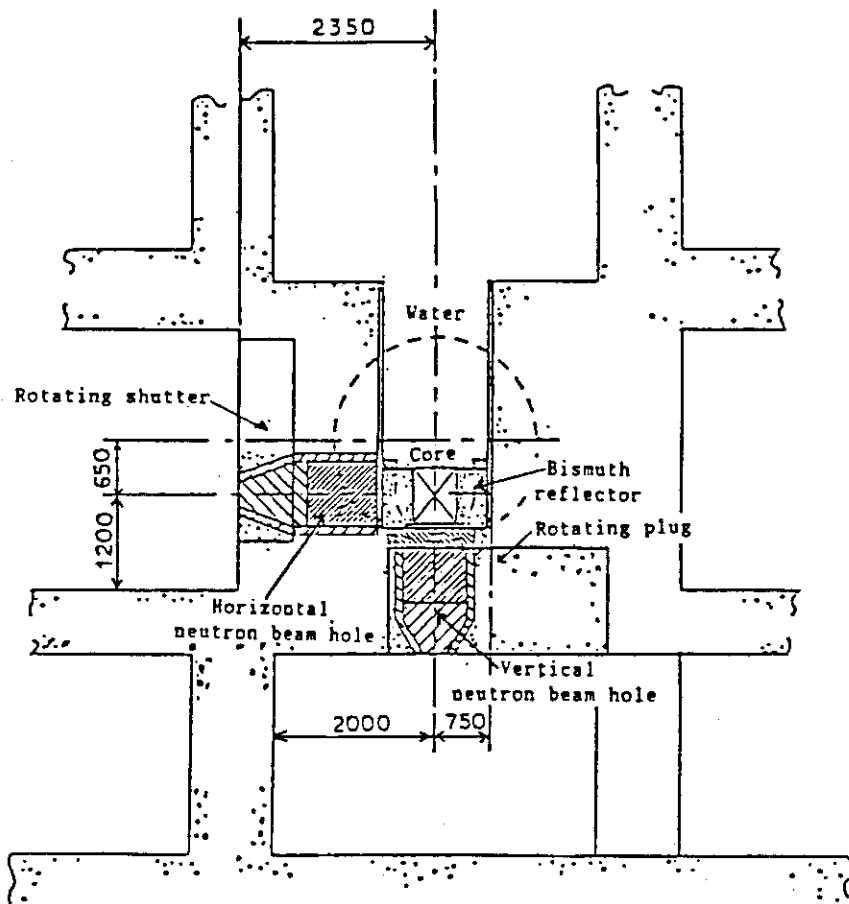 2350
Water
Rotating shutter
Core
650
Bismuth
reflector
1200
Rotating plug
Horizontal
neutron beam hole
Vertical
neutron beam hole
2000
750